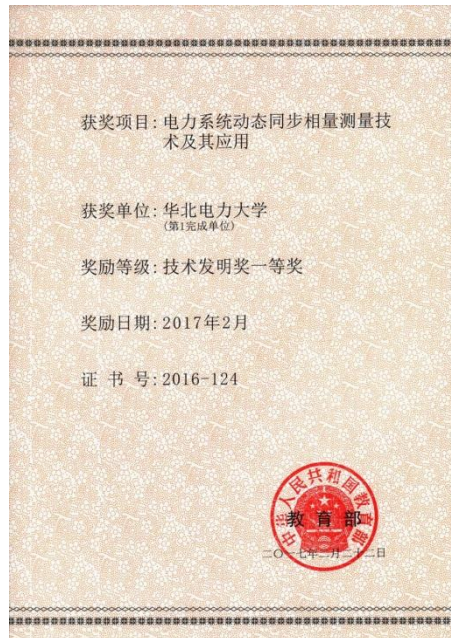 获奖项目:电力系统动态同步相量测量技
术及其应用
获奖单位:华北电力大学
(第1完成单位)
奖励等级:技术发明奖一等奖
奖励日期:2017年2月
证 书 号:2016-124
中华人民共和国教育部
教 育 部
二〇一七年二月二十二日